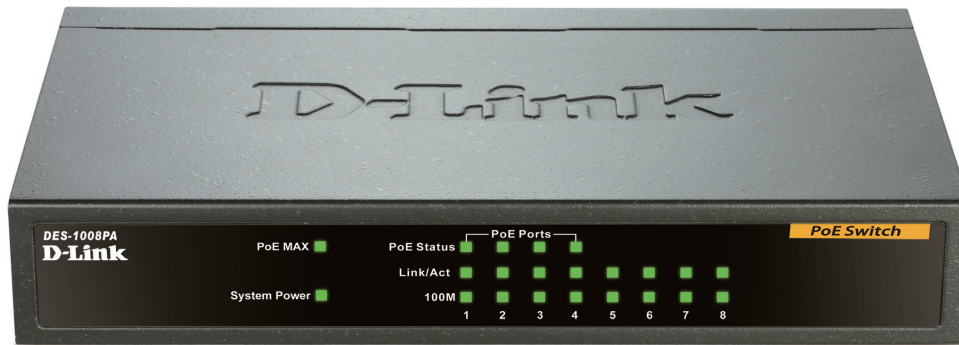 D-Link
DES-1008PA
D-Link
PoE Switch
PoE Ports
PoE MAX
PoE Status
Link/Act
System Power
100M
1 2 3 4 5 6 7 8